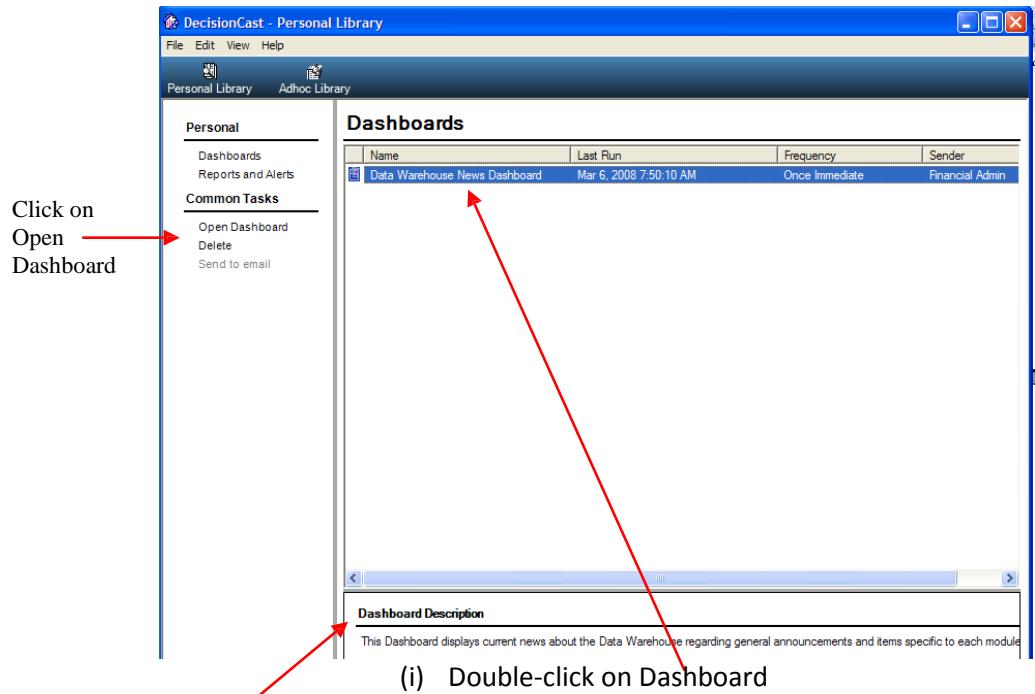 DecisionCast - Personal Library
File Edit View Help
Personal Library Adhoc Library
Personal
Dashboards
Reports and Alerts
Common Tasks
Open Dashboard
Delete
Send to email
Dashboards
Name Last Run Frequency Sender
Data Warehouse News Dashboard Mar 6, 2008 7:50:10 AM Once Immediate Financial Admin
Click on
Open
Dashboard
Dashboard Description
This Dashboard displays current news about the Data Warehouse regarding general announcements and items specific to each module
(i) Double-click on Dashboard